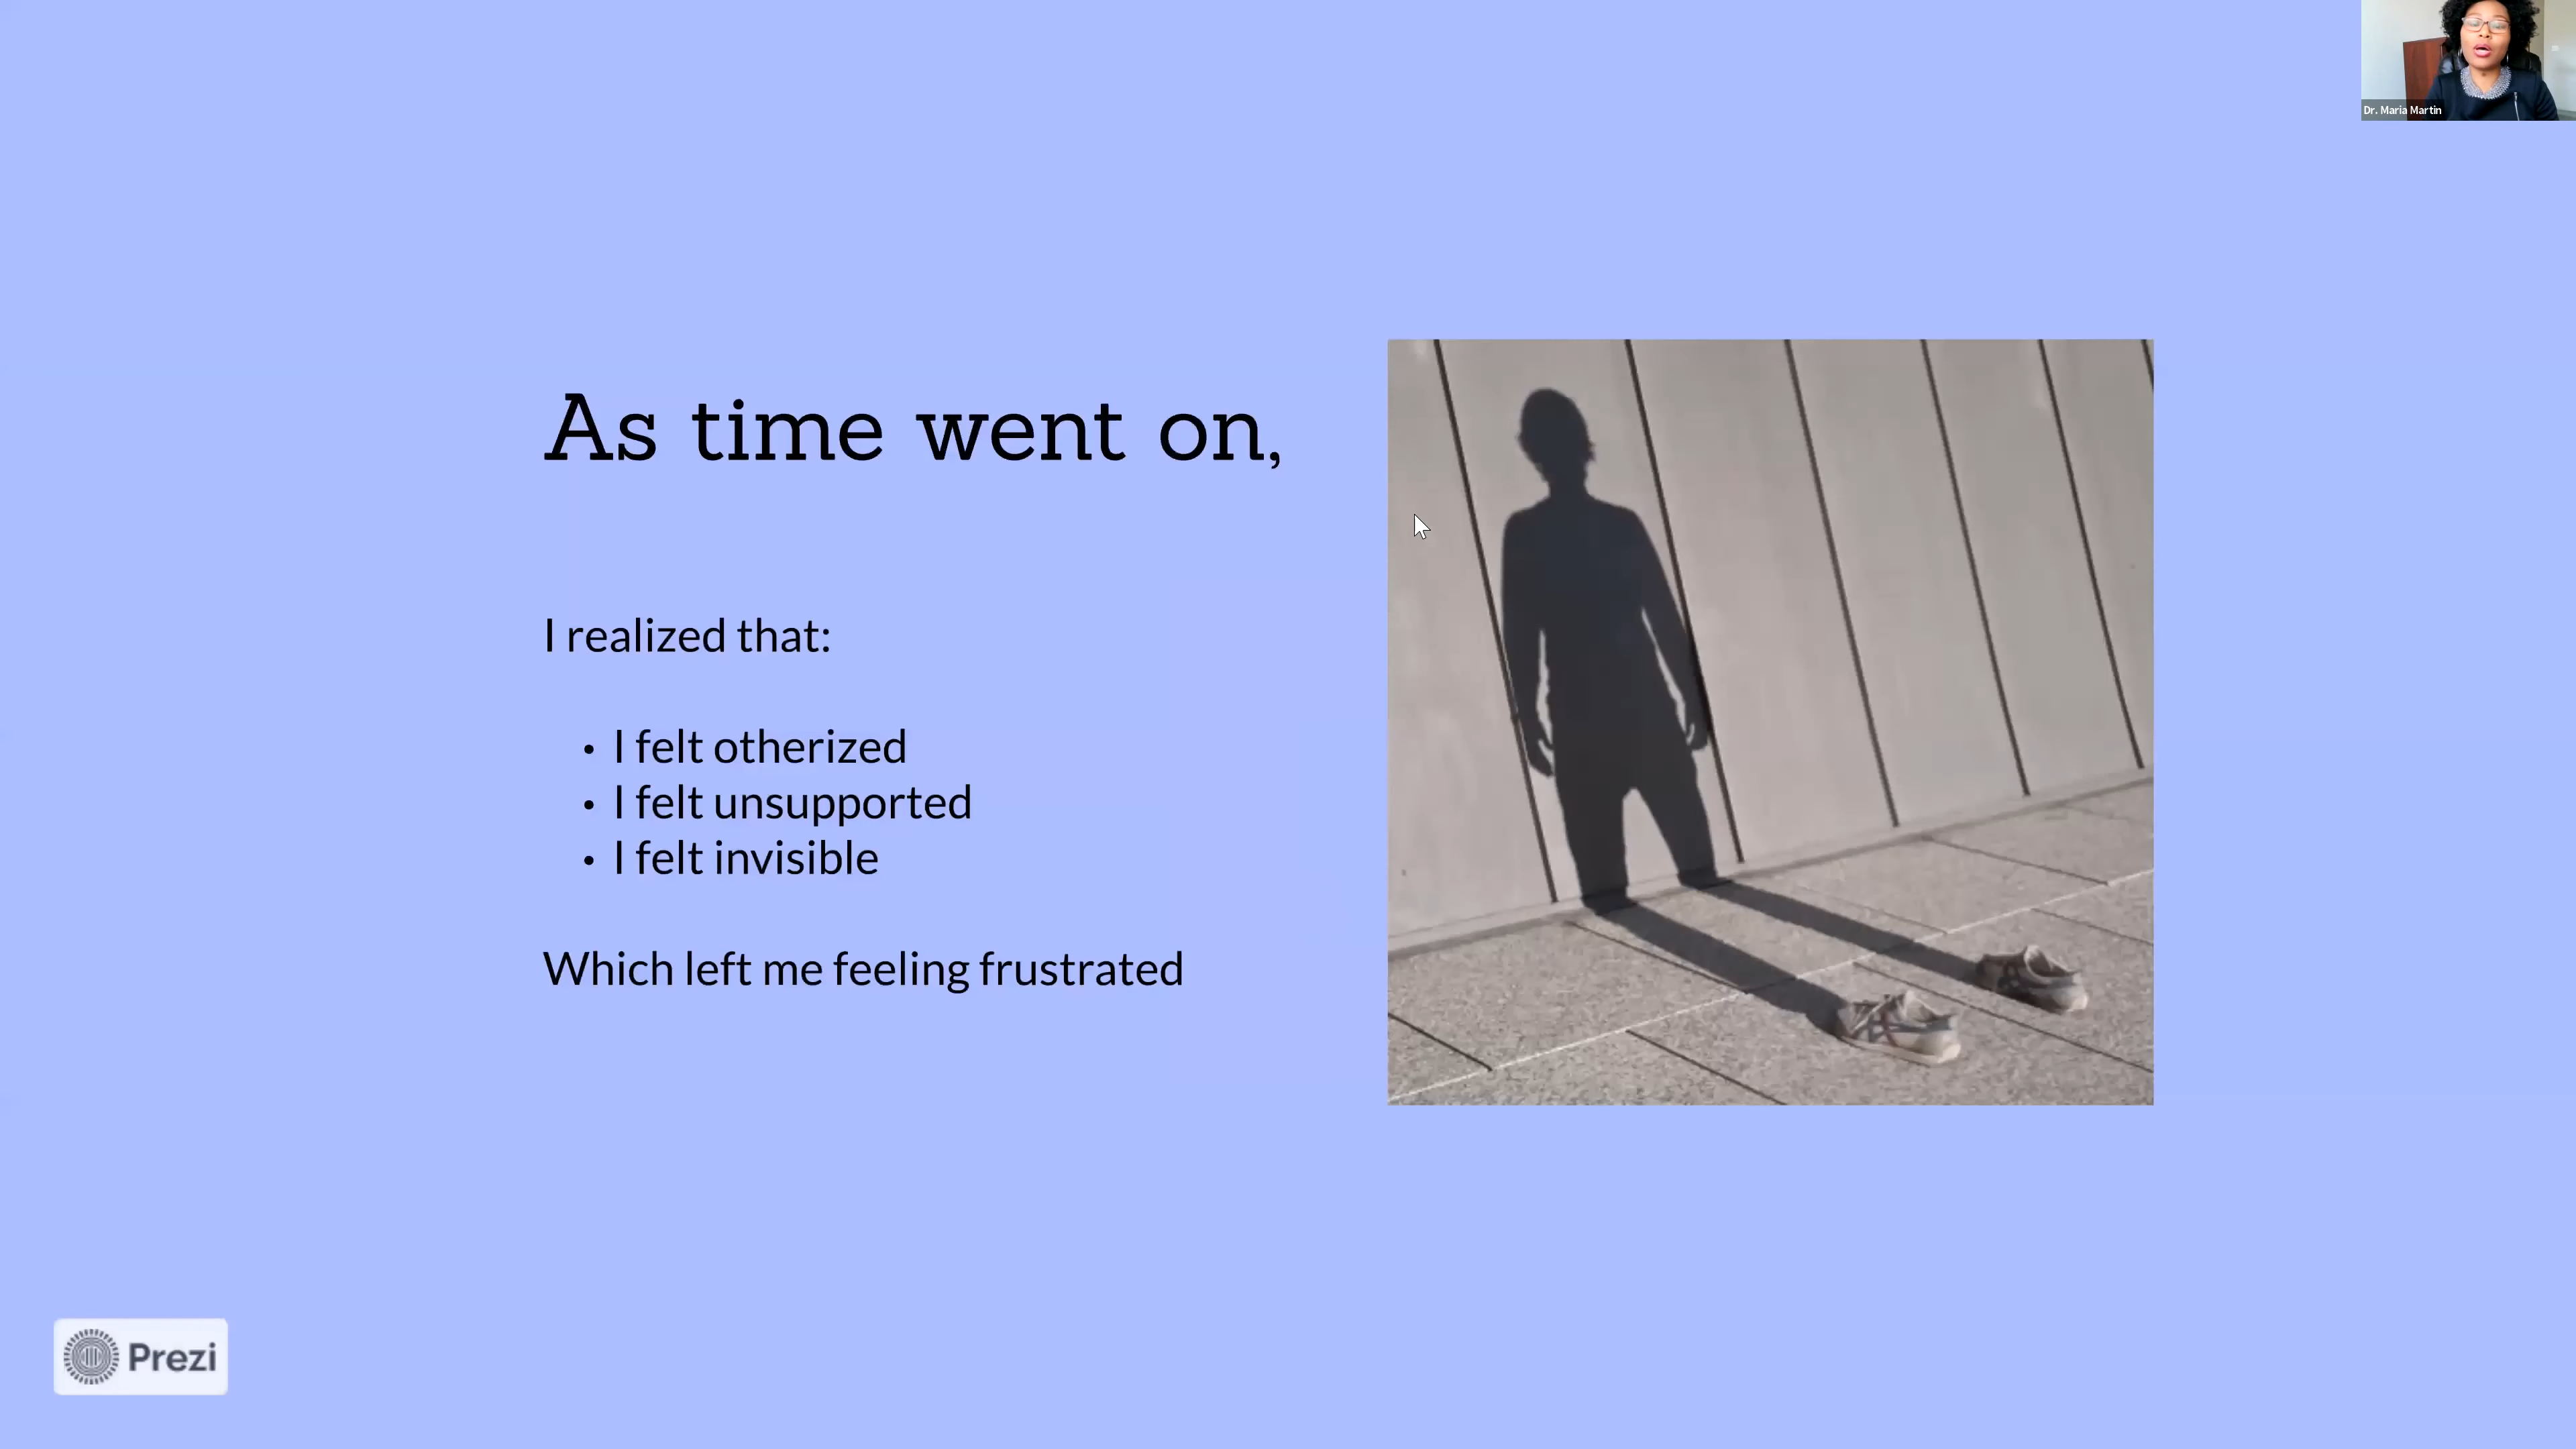 Dr. Maria Martin
As time went on,
I realized that:
• I felt otherized
• I felt unsupported
• I felt invisible
Which left me feeling frustrated
Prezi